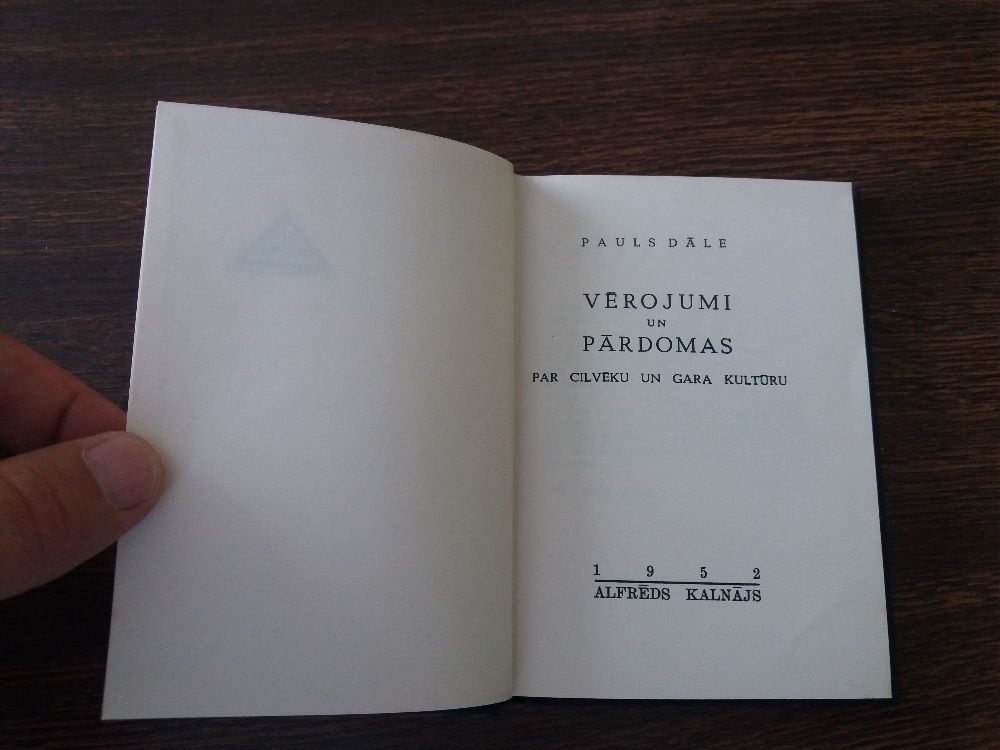 PAULS DĀLE
VĒROJUMI
UN
PĀRDOMAS
PAR CILVĒKU UN GARA KULTŪRU
1 9 5 2
ALFRĒDS KALNĀJS